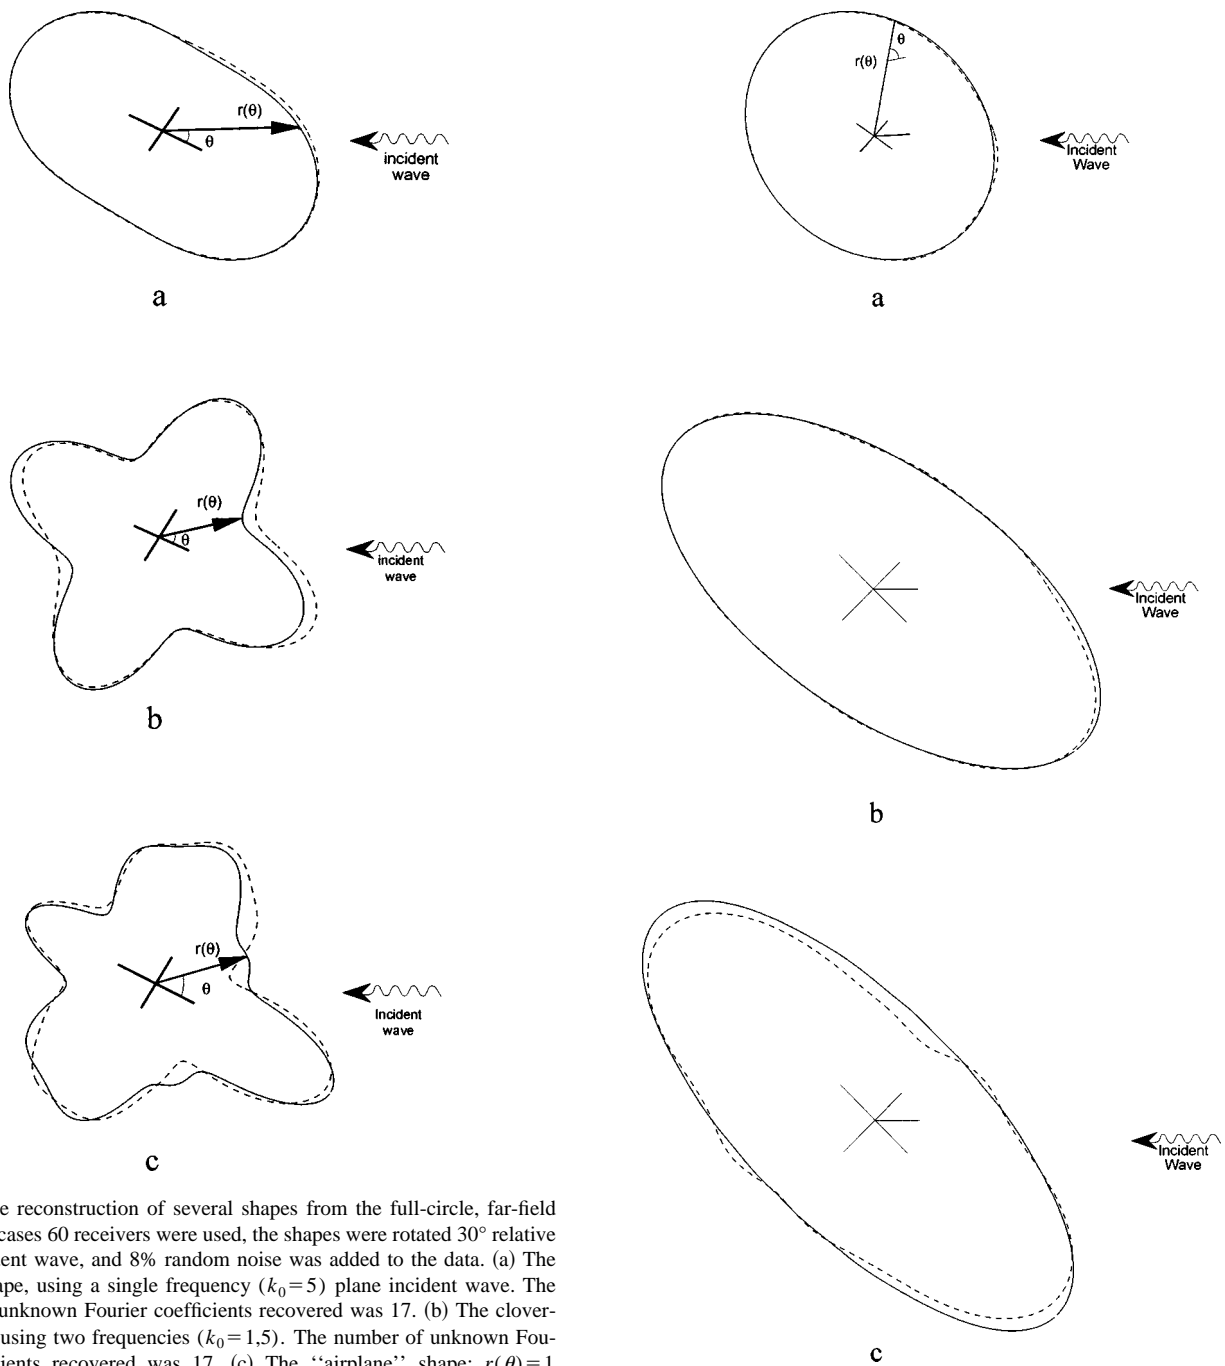 r(θ)
θ
incident
wave
a
r(θ)
θ
incident
wave
b
r(θ)
θ
Incident
wave
c
e reconstruction of several shapes from the full-circle, far-field
cases 60 receivers were used, the shapes were rotated 30° relative
ent wave, and 8% random noise was added to the data. (a) The
ape, using a single frequency (k₀=5) plane incident wave. The
unknown Fourier coefficients recovered was 17. (b) The clover-
using two frequencies (k₀=1,5). The number of unknown Fou-
ients recovered was 17. (c) The ‘‘airplane’’ shape: r(θ)=1
θ
r(θ)
Incident
Wave
a
Incident
Wave
b
Incident
Wave
c